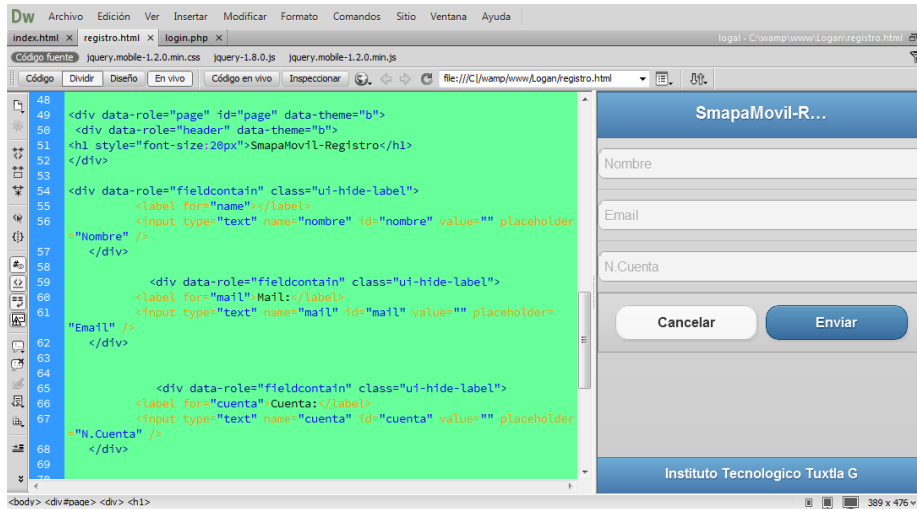 Dw Archivo Edición Ver Insertar Modificar Formato Comandos Sitio Ventana Ayuda
index.html × registro.html × login.php × logal - C:\wamp\www\Logan\registro.html
Código fuente jquery.mobile-1.2.0.min.css jquery-1.8.0.js jquery.mobile-1.2.0.min.js
Código Dividir Diseño En vivo Código en vivo Inspeccionar file:///C|/wamp/www/Logan/registro.html
48
49 <div data-role="page" id="page" data-theme="b">
50 <div data-role="header" data-theme="b">
51 <h1 style="font-size:20px">SmapaMovil-Registro</h1>
52 </div>
53
54 <div data-role="fieldcontain" class="ui-hide-label">
55 <label for="name"></label>
56 <input type="text" name="nombre" id="nombre" value="" placeholder
="Nombre" />
57 </div>
58
59 <div data-role="fieldcontain" class="ui-hide-label">
60 <label for="mail">Mail:</label>
61 <input type="text" name="mail" id="mail" value="" placeholder=
"Email" />
62 </div>
63
64
65 <div data-role="fieldcontain" class="ui-hide-label">
66 <label for="cuenta">Cuenta:</label>
67 <input type="text" name="cuenta" id="cuenta" value="" placeholder
="N.Cuenta" />
68 </div>
69
70
SmapaMovil-R...
Nombre
Email
N.Cuenta
Cancelar Enviar
Instituto Tecnologico Tuxtla G
<body> <div#page> <div> <h1> 389 x 476